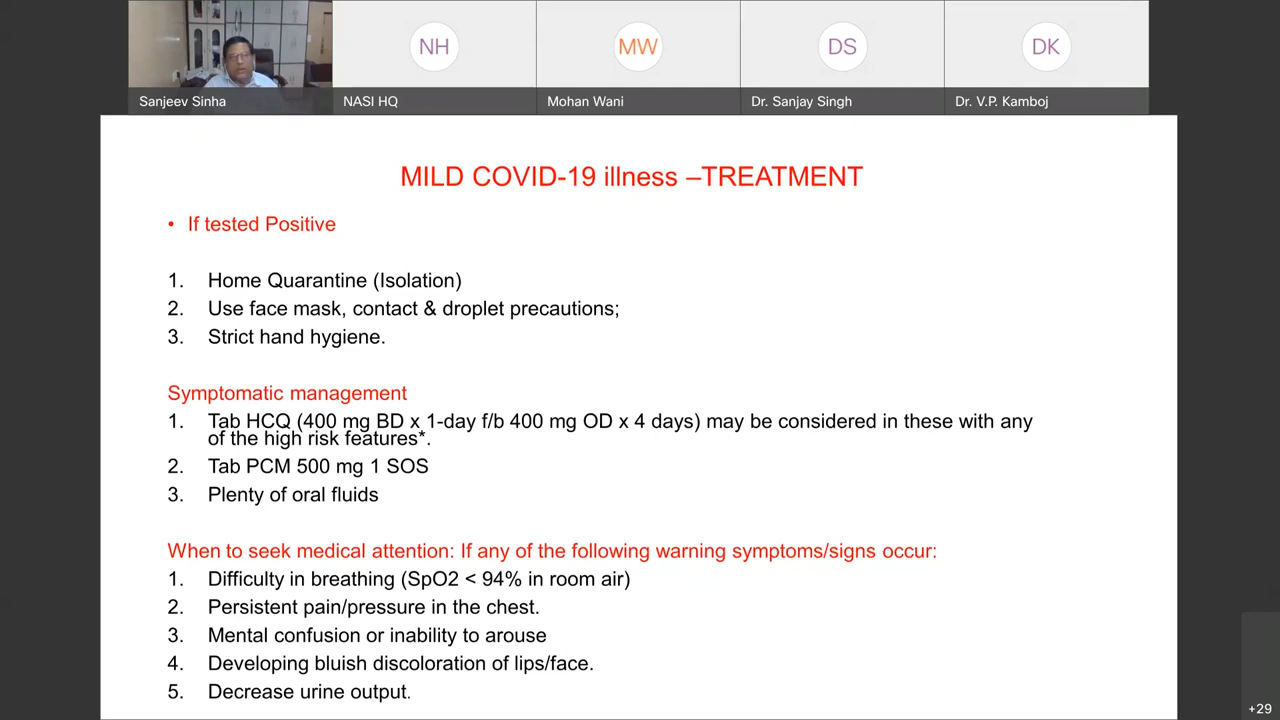 NH
MW
DS
DK
Sanjeev Sinha
NASI HQ
Mohan Wani
Dr. Sanjay Singh
Dr. V.P. Kamboj
MILD COVID-19 illness –TREATMENT
• If tested Positive
1. Home Quarantine (Isolation)
2. Use face mask, contact & droplet precautions;
3. Strict hand hygiene.
Symptomatic management
1. Tab HCQ (400 mg BD x 1-day f/b 400 mg OD x 4 days) may be considered in these with any
of the high risk features*.
2. Tab PCM 500 mg 1 SOS
3. Plenty of oral fluids
When to seek medical attention: If any of the following warning symptoms/signs occur:
1. Difficulty in breathing (SpO2 < 94% in room air)
2. Persistent pain/pressure in the chest.
3. Mental confusion or inability to arouse
4. Developing bluish discoloration of lips/face.
5. Decrease urine output.
+29